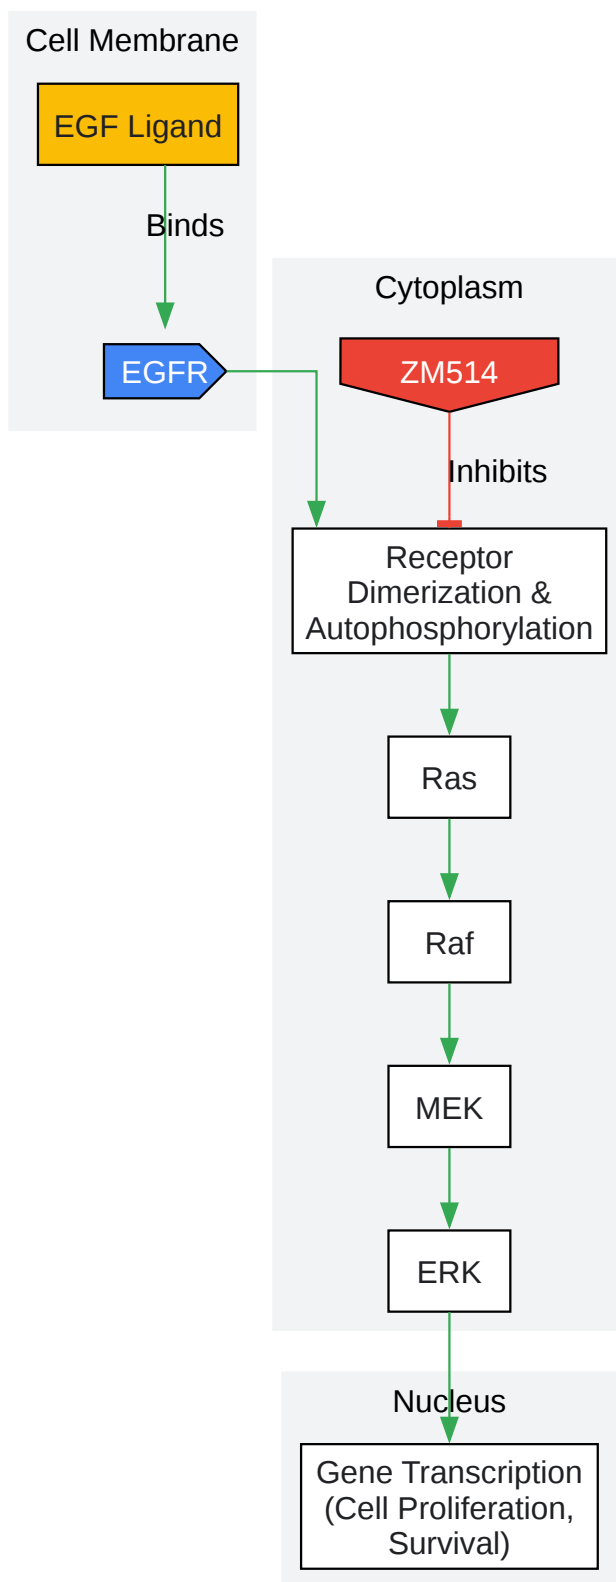 Cell Membrane
EGF Ligand
Binds
EGFR
Cytoplasm
ZM514
Inhibits
Receptor
Dimerization &
Autophosphorylation
Ras
Raf
MEK
ERK
Nucleus
Gene Transcription
(Cell Proliferation,
Survival)